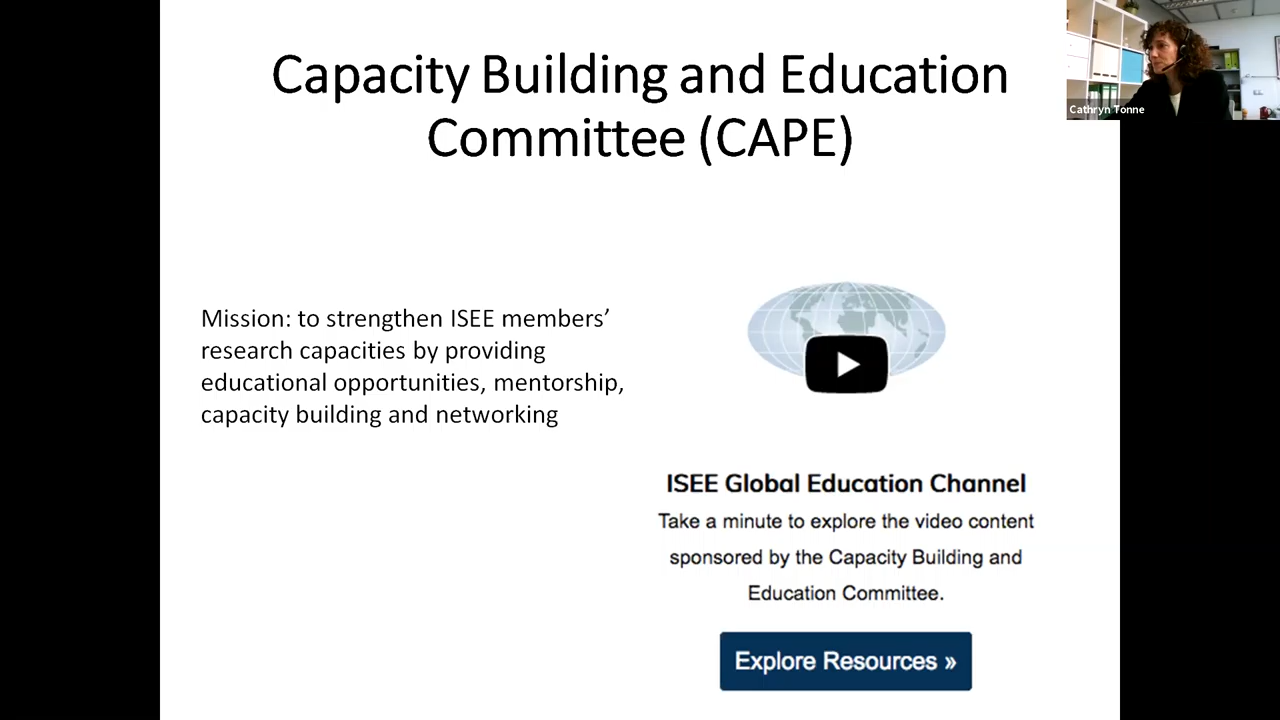 Capacity Building and Education
Committee (CAPE)
Cathryn Tonne
Mission: to strengthen ISEE members’
research capacities by providing
educational opportunities, mentorship,
capacity building and networking
ISEE Global Education Channel
Take a minute to explore the video content
sponsored by the Capacity Building and
Education Committee.
Explore Resources »